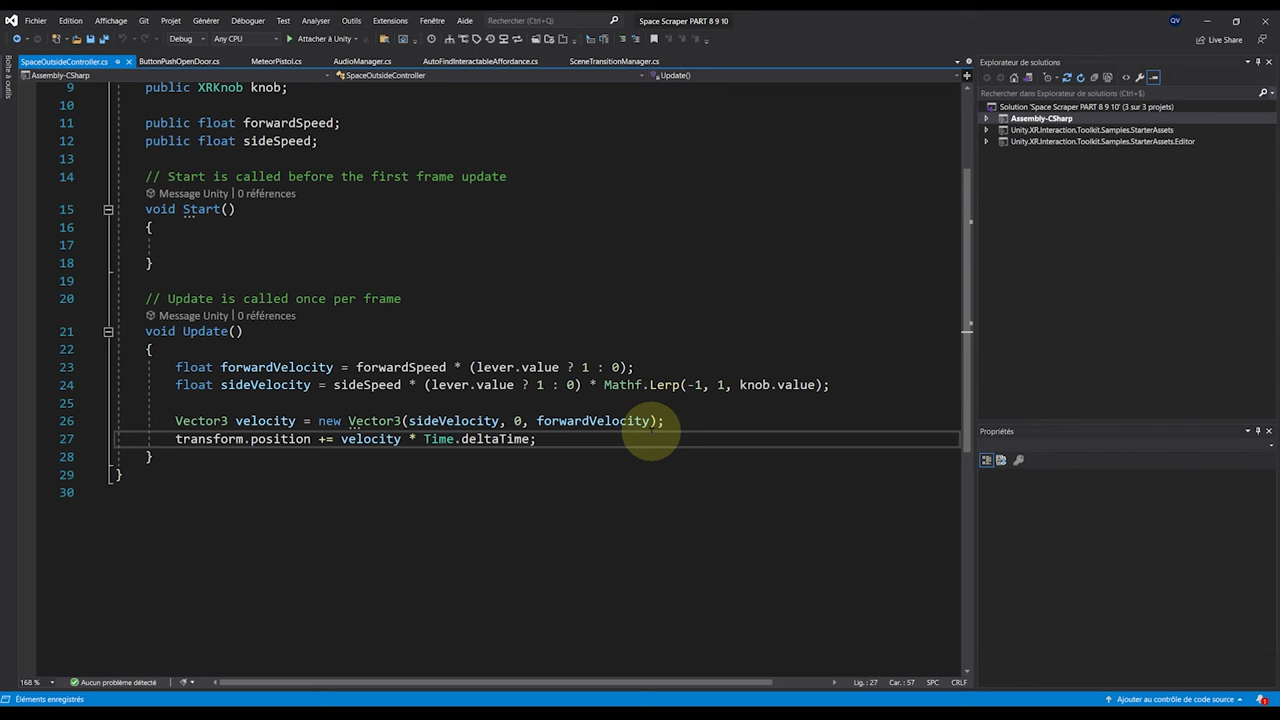 Fichier Edition Affichage Git Projet Générer Déboguer Test Analyser Outils Extensions Fenêtre Aide Rechercher (Ctrl+Q) Space Scraper PART 8 9 10 QV
Debug Any CPU Attacher à Unity Live Share
SpaceOutsideController.cs ButtonPushOpenDoor.cs MeteorPistol.cs AudioManager.cs AutoFindInteractableAffordance.cs SceneTransitionManager.cs
Assembly-CSharp SpaceOutsideController Update()
Boîte à outils
9 public XRKnob knob;
10
11 public float forwardSpeed;
12 public float sideSpeed;
13
14 // Start is called before the first frame update
Message Unity | 0 références
15 void Start()
16 {
17
18 }
19
20 // Update is called once per frame
Message Unity | 0 références
21 void Update()
22 {
23 float forwardVelocity = forwardSpeed * (lever.value ? 1 : 0);
24 float sideVelocity = sideSpeed * (lever.value ? 1 : 0) * Mathf.Lerp(-1, 1, knob.value);
25
26 Vector3 velocity = new Vector3(sideVelocity, 0, forwardVelocity);
27 transform.position += velocity * Time.deltaTime;
28 }
29 }
30
Explorateur de solutions
Rechercher dans Explorateur de solutions (Ctrl+$)
Solution 'Space Scraper PART 8 9 10' (3 sur 3 projets)
Assembly-CSharp
Unity.XR.Interaction.Toolkit.Samples.StarterAssets
Unity.XR.Interaction.Toolkit.Samples.StarterAssets.Editor
Propriétés
168 % Aucun problème détecté Lig. : 27 Car. : 57 SPC CRLF
Éléments enregistrés Ajouter au contrôle de code source 1